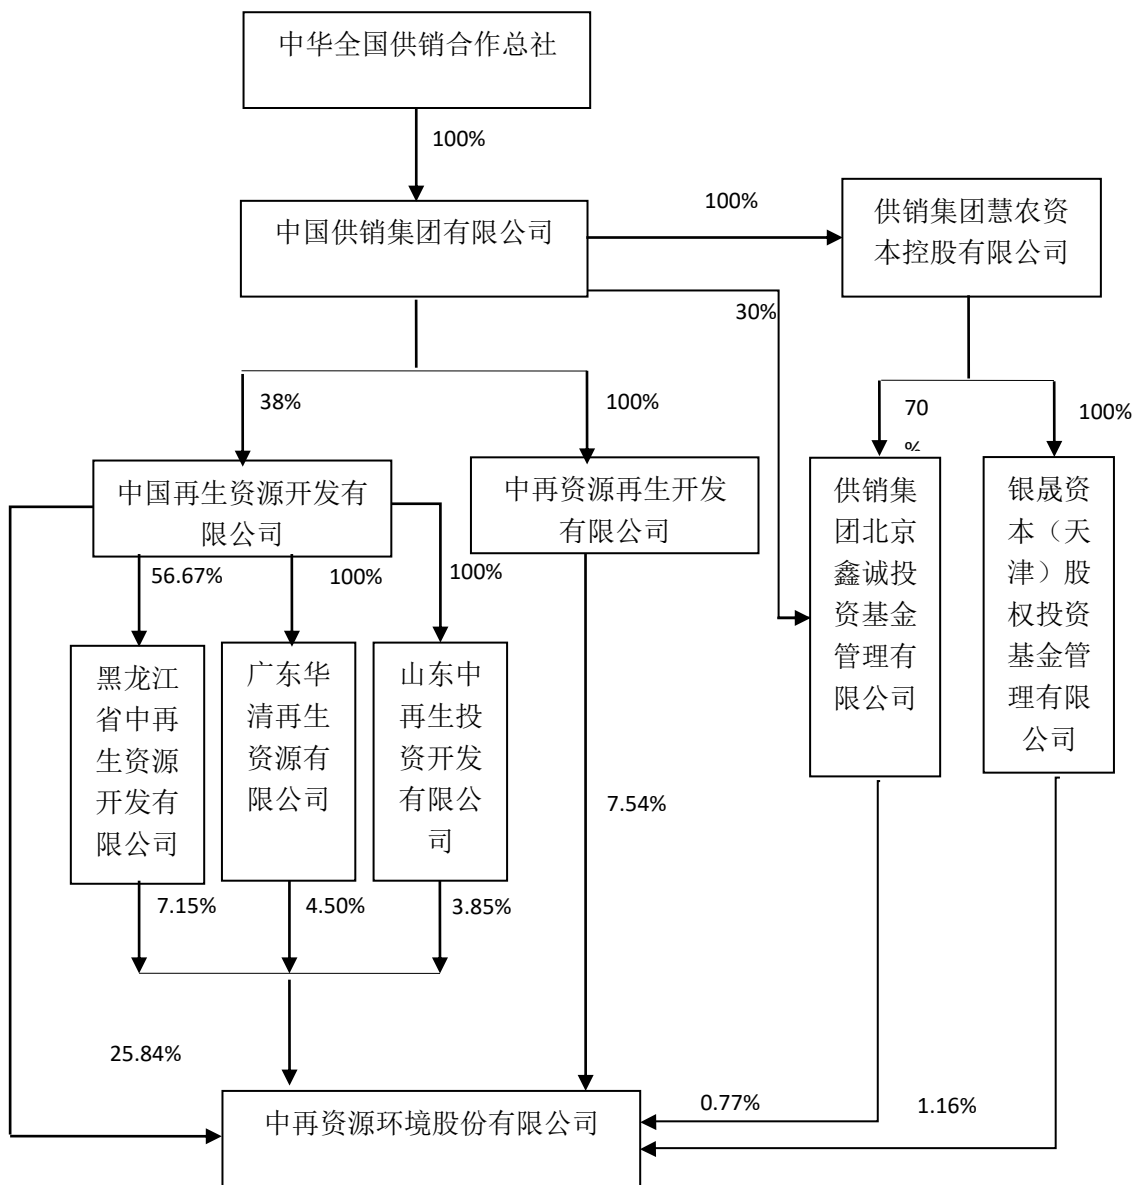 中华全国供销合作总社
100%
中国供销集团有限公司
100%
供销集团慧农资
本控股有限公司
30%
38%
100%
70
%
100%
中国再生资源开发有
限公司
中再资源再生开发
有限公司
供销集
团北京
鑫诚投
资基金
管理有
限公司
银晟资
本（天
津）股
权投资
基金管
理有限
公司
56.67%
100%
100%
黑龙江
省中再
生资源
开发有
限公司
广东华
清再生
资源有
限公司
山东中
再生投
资开发
有限公
司
7.54%
7.15%
4.50%
3.85%
25.84%
0.77%
1.16%
中再资源环境股份有限公司